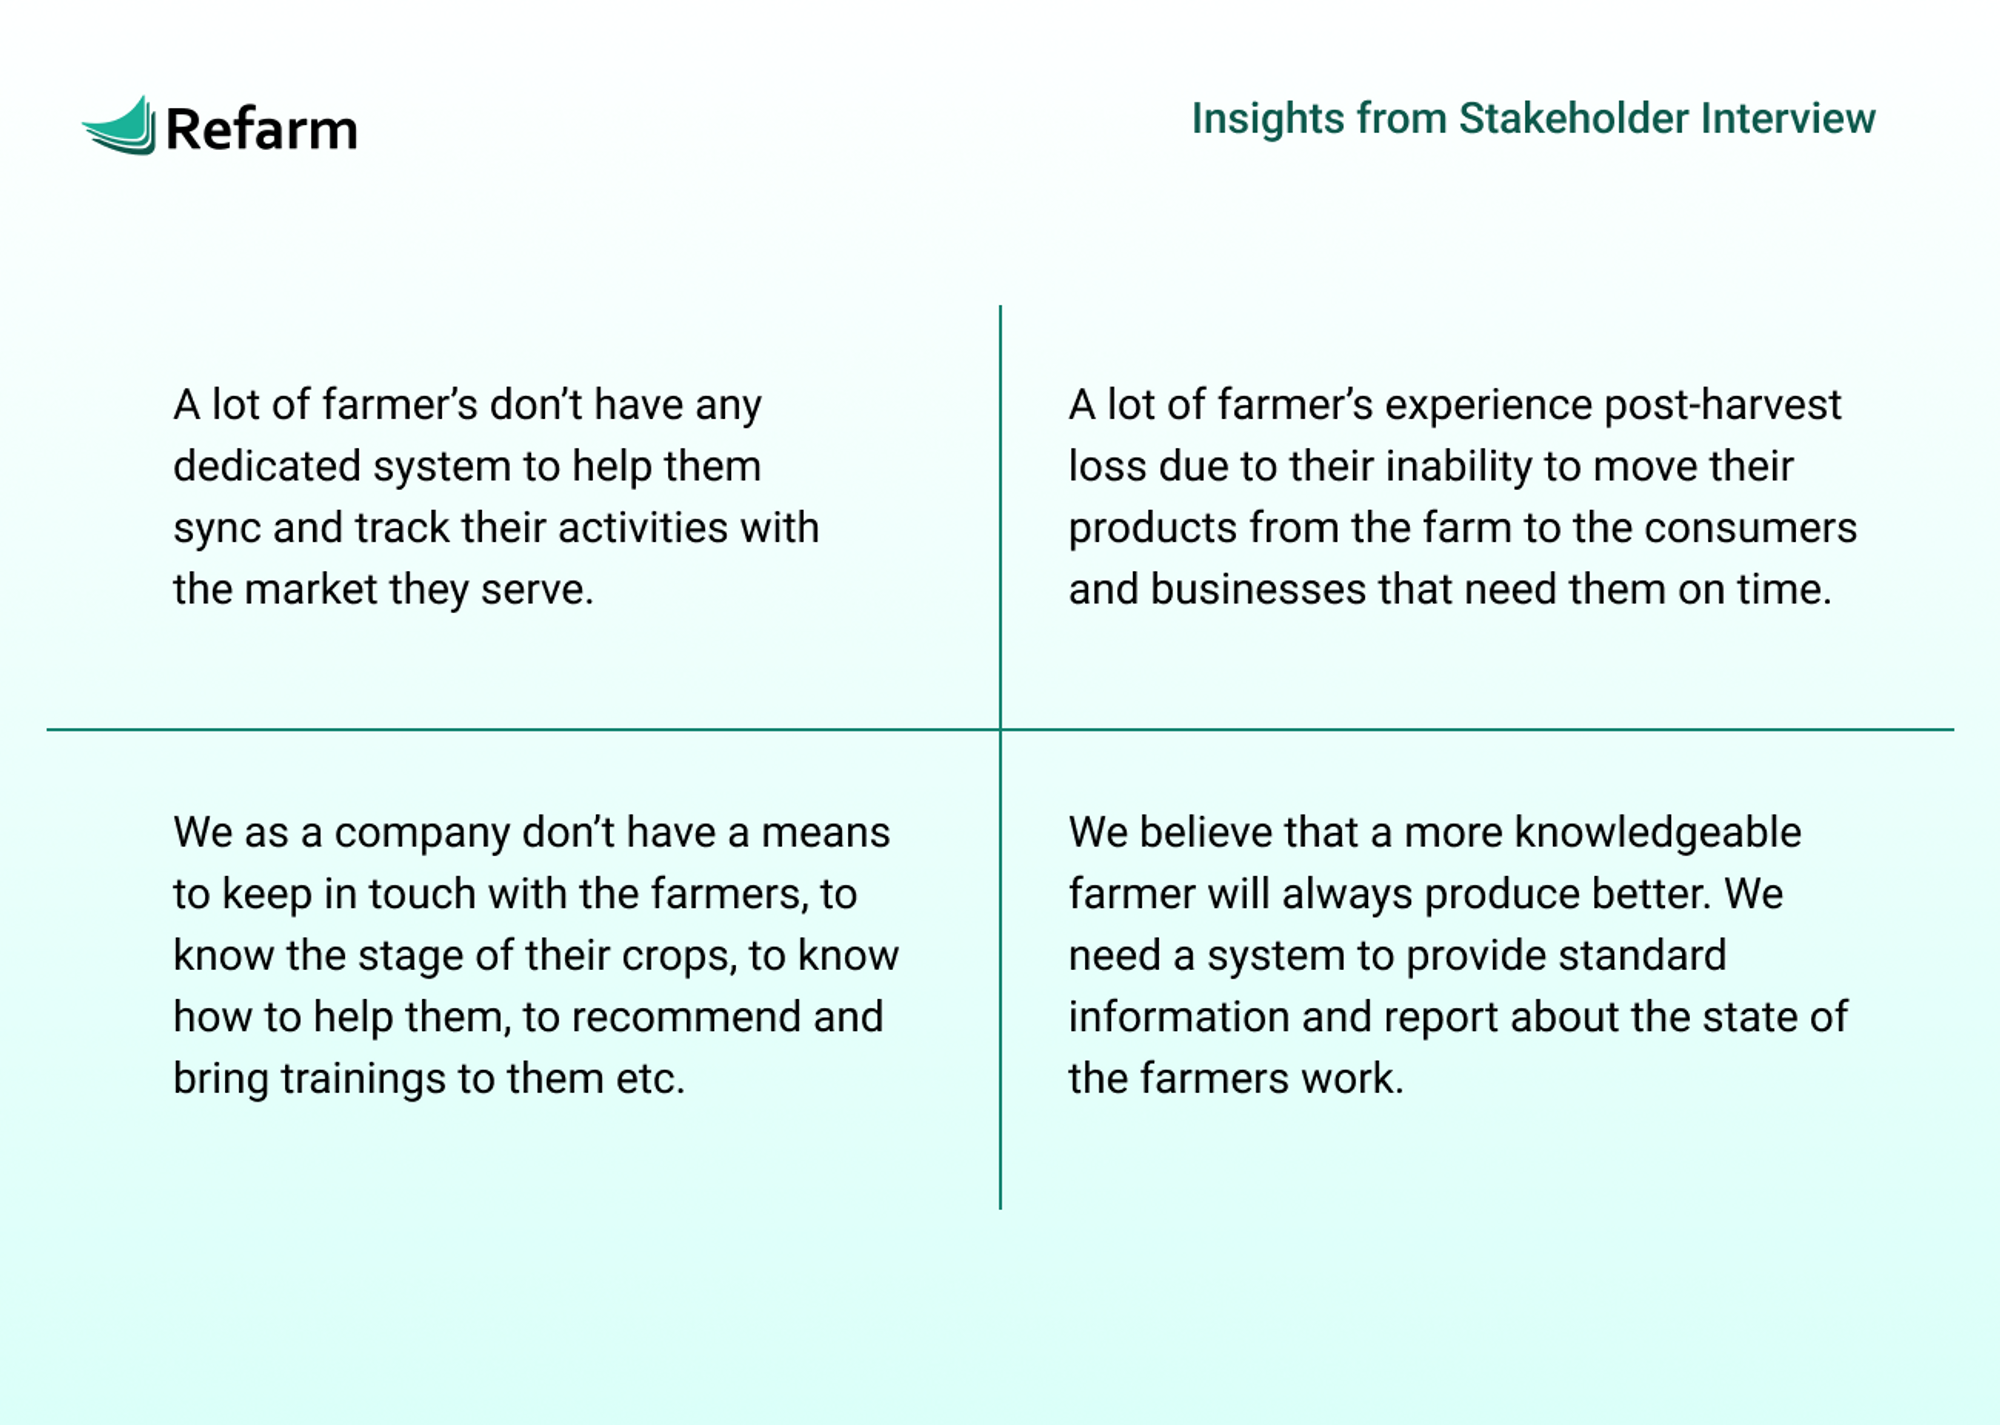 Refarm
Insights from Stakeholder Interview
A lot of farmer’s don’t have any
dedicated system to help them
sync and track their activities with
the market they serve.
A lot of farmer’s experience post-harvest
loss due to their inability to move their
products from the farm to the consumers
and businesses that need them on time.
We as a company don’t have a means
to keep in touch with the farmers, to
know the stage of their crops, to know
how to help them, to recommend and
bring trainings to them etc.
We believe that a more knowledgeable
farmer will always produce better. We
need a system to provide standard
information and report about the state of
the farmers work.